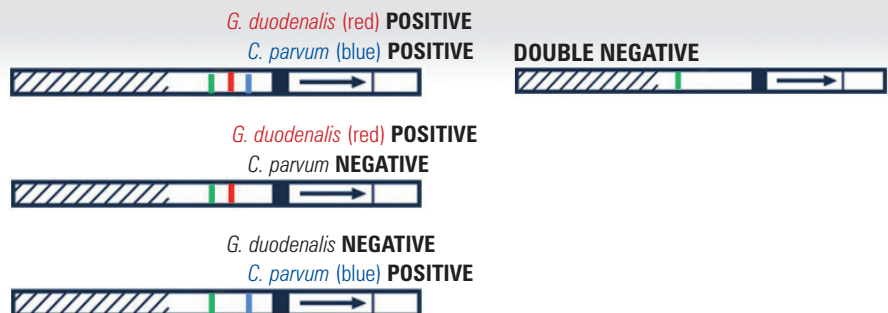 G. duodenalis (red) POSITIVE
C. parvum (blue) POSITIVE
DOUBLE NEGATIVE
G. duodenalis (red) POSITIVE
C. parvum NEGATIVE
G. duodenalis NEGATIVE
C. parvum (blue) POSITIVE